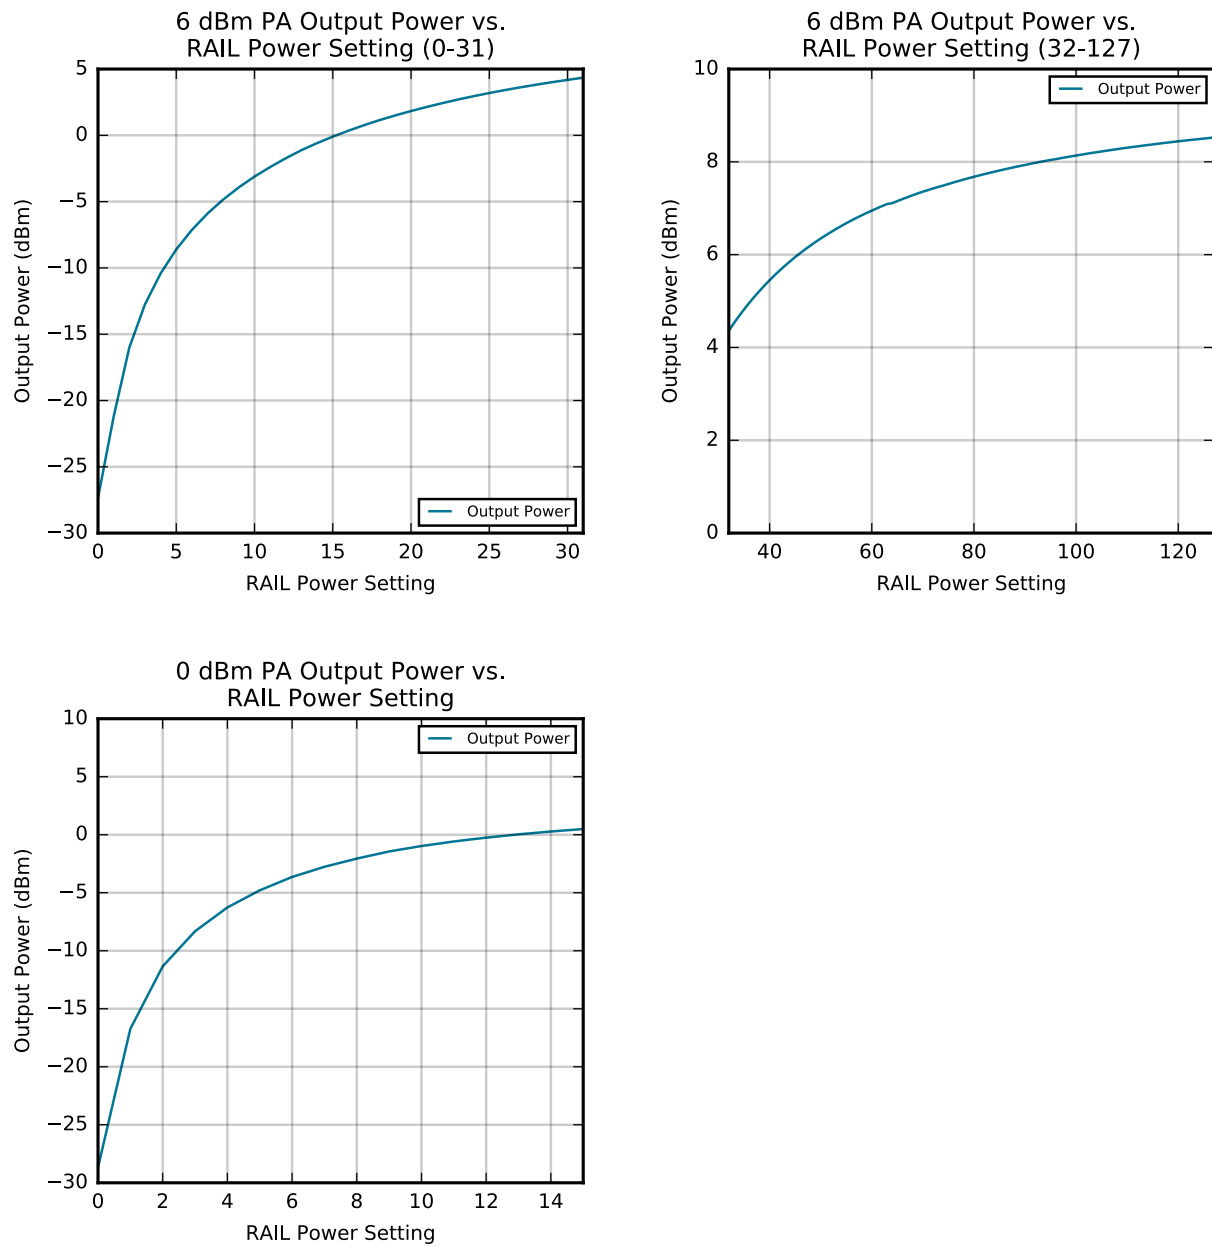 6 dBm PA Output Power vs.
RAIL Power Setting (0-31)
5
0
−5
−10
−15
−20
−25
−30
Output Power (dBm)
Output Power
0 5 10 15 20 25 30
RAIL Power Setting
6 dBm PA Output Power vs.
RAIL Power Setting (32-127)
10
8
6
4
2
0
Output Power (dBm)
Output Power
40 60 80 100 120
RAIL Power Setting
0 dBm PA Output Power vs.
RAIL Power Setting
10
5
0
−5
−10
−15
−20
−25
−30
Output Power (dBm)
Output Power
0 2 4 6 8 10 12 14
RAIL Power Setting